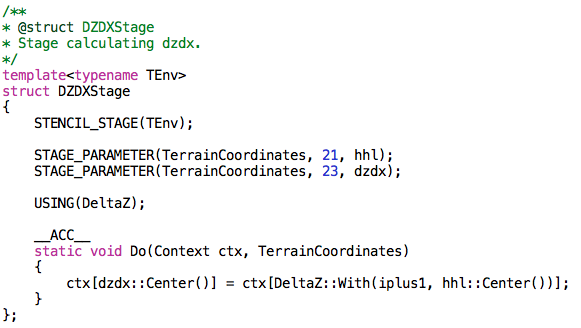 /**
* @struct DZDXStage
* Stage calculating dzdx.
*/
template<typename TEnv>
struct DZDXStage
{
    STENCIL_STAGE(TEnv);

    STAGE_PARAMETER(TerrainCoordinates, 21, hhl);
    STAGE_PARAMETER(TerrainCoordinates, 23, dzdx);

    USING(DeltaZ);

    __ACC__
    static void Do(Context ctx, TerrainCoordinates)
    {
        ctx[dzdx::Center()] = ctx[DeltaZ::With(iplus1, hhl::Center())];
    }
};